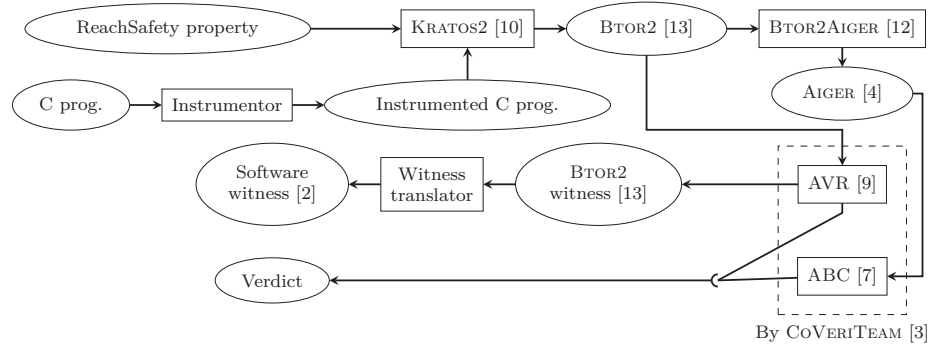 ReachSafety property
KRATOS2 [10]
BTOR2 [13]
BTOR2AIGER [12]
C prog.
Instrumentor
Instrumented C prog.
AIGER [4]
Software
witness [2]
Witness
translator
BTOR2
witness [13]
AVR [9]
Verdict
ABC [7]
By COVERITEAM [3]